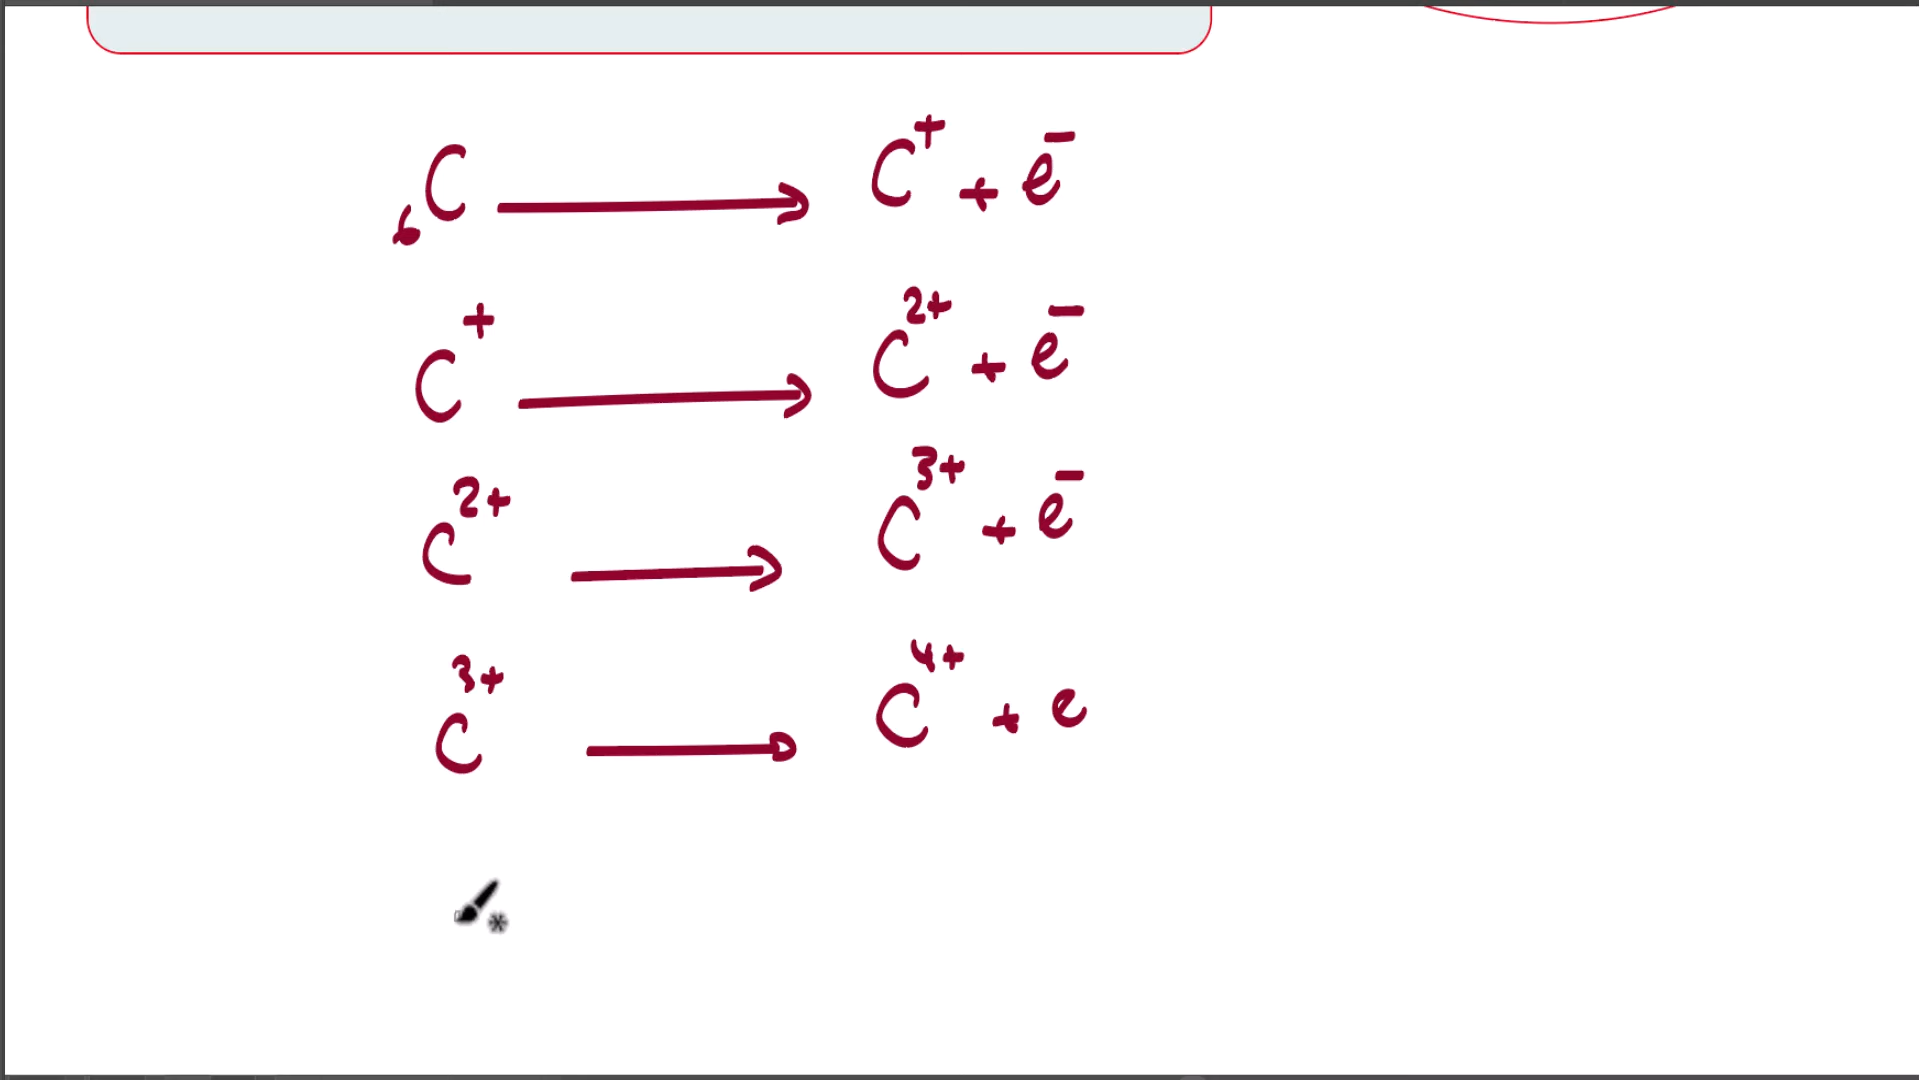 ₆C ⟶ C⁺ + e⁻
C⁺ ⟶ C²⁺ + e⁻
C²⁺ ⟶ C³⁺ + e⁻
C³⁺ ⟶ C⁴⁺ + e